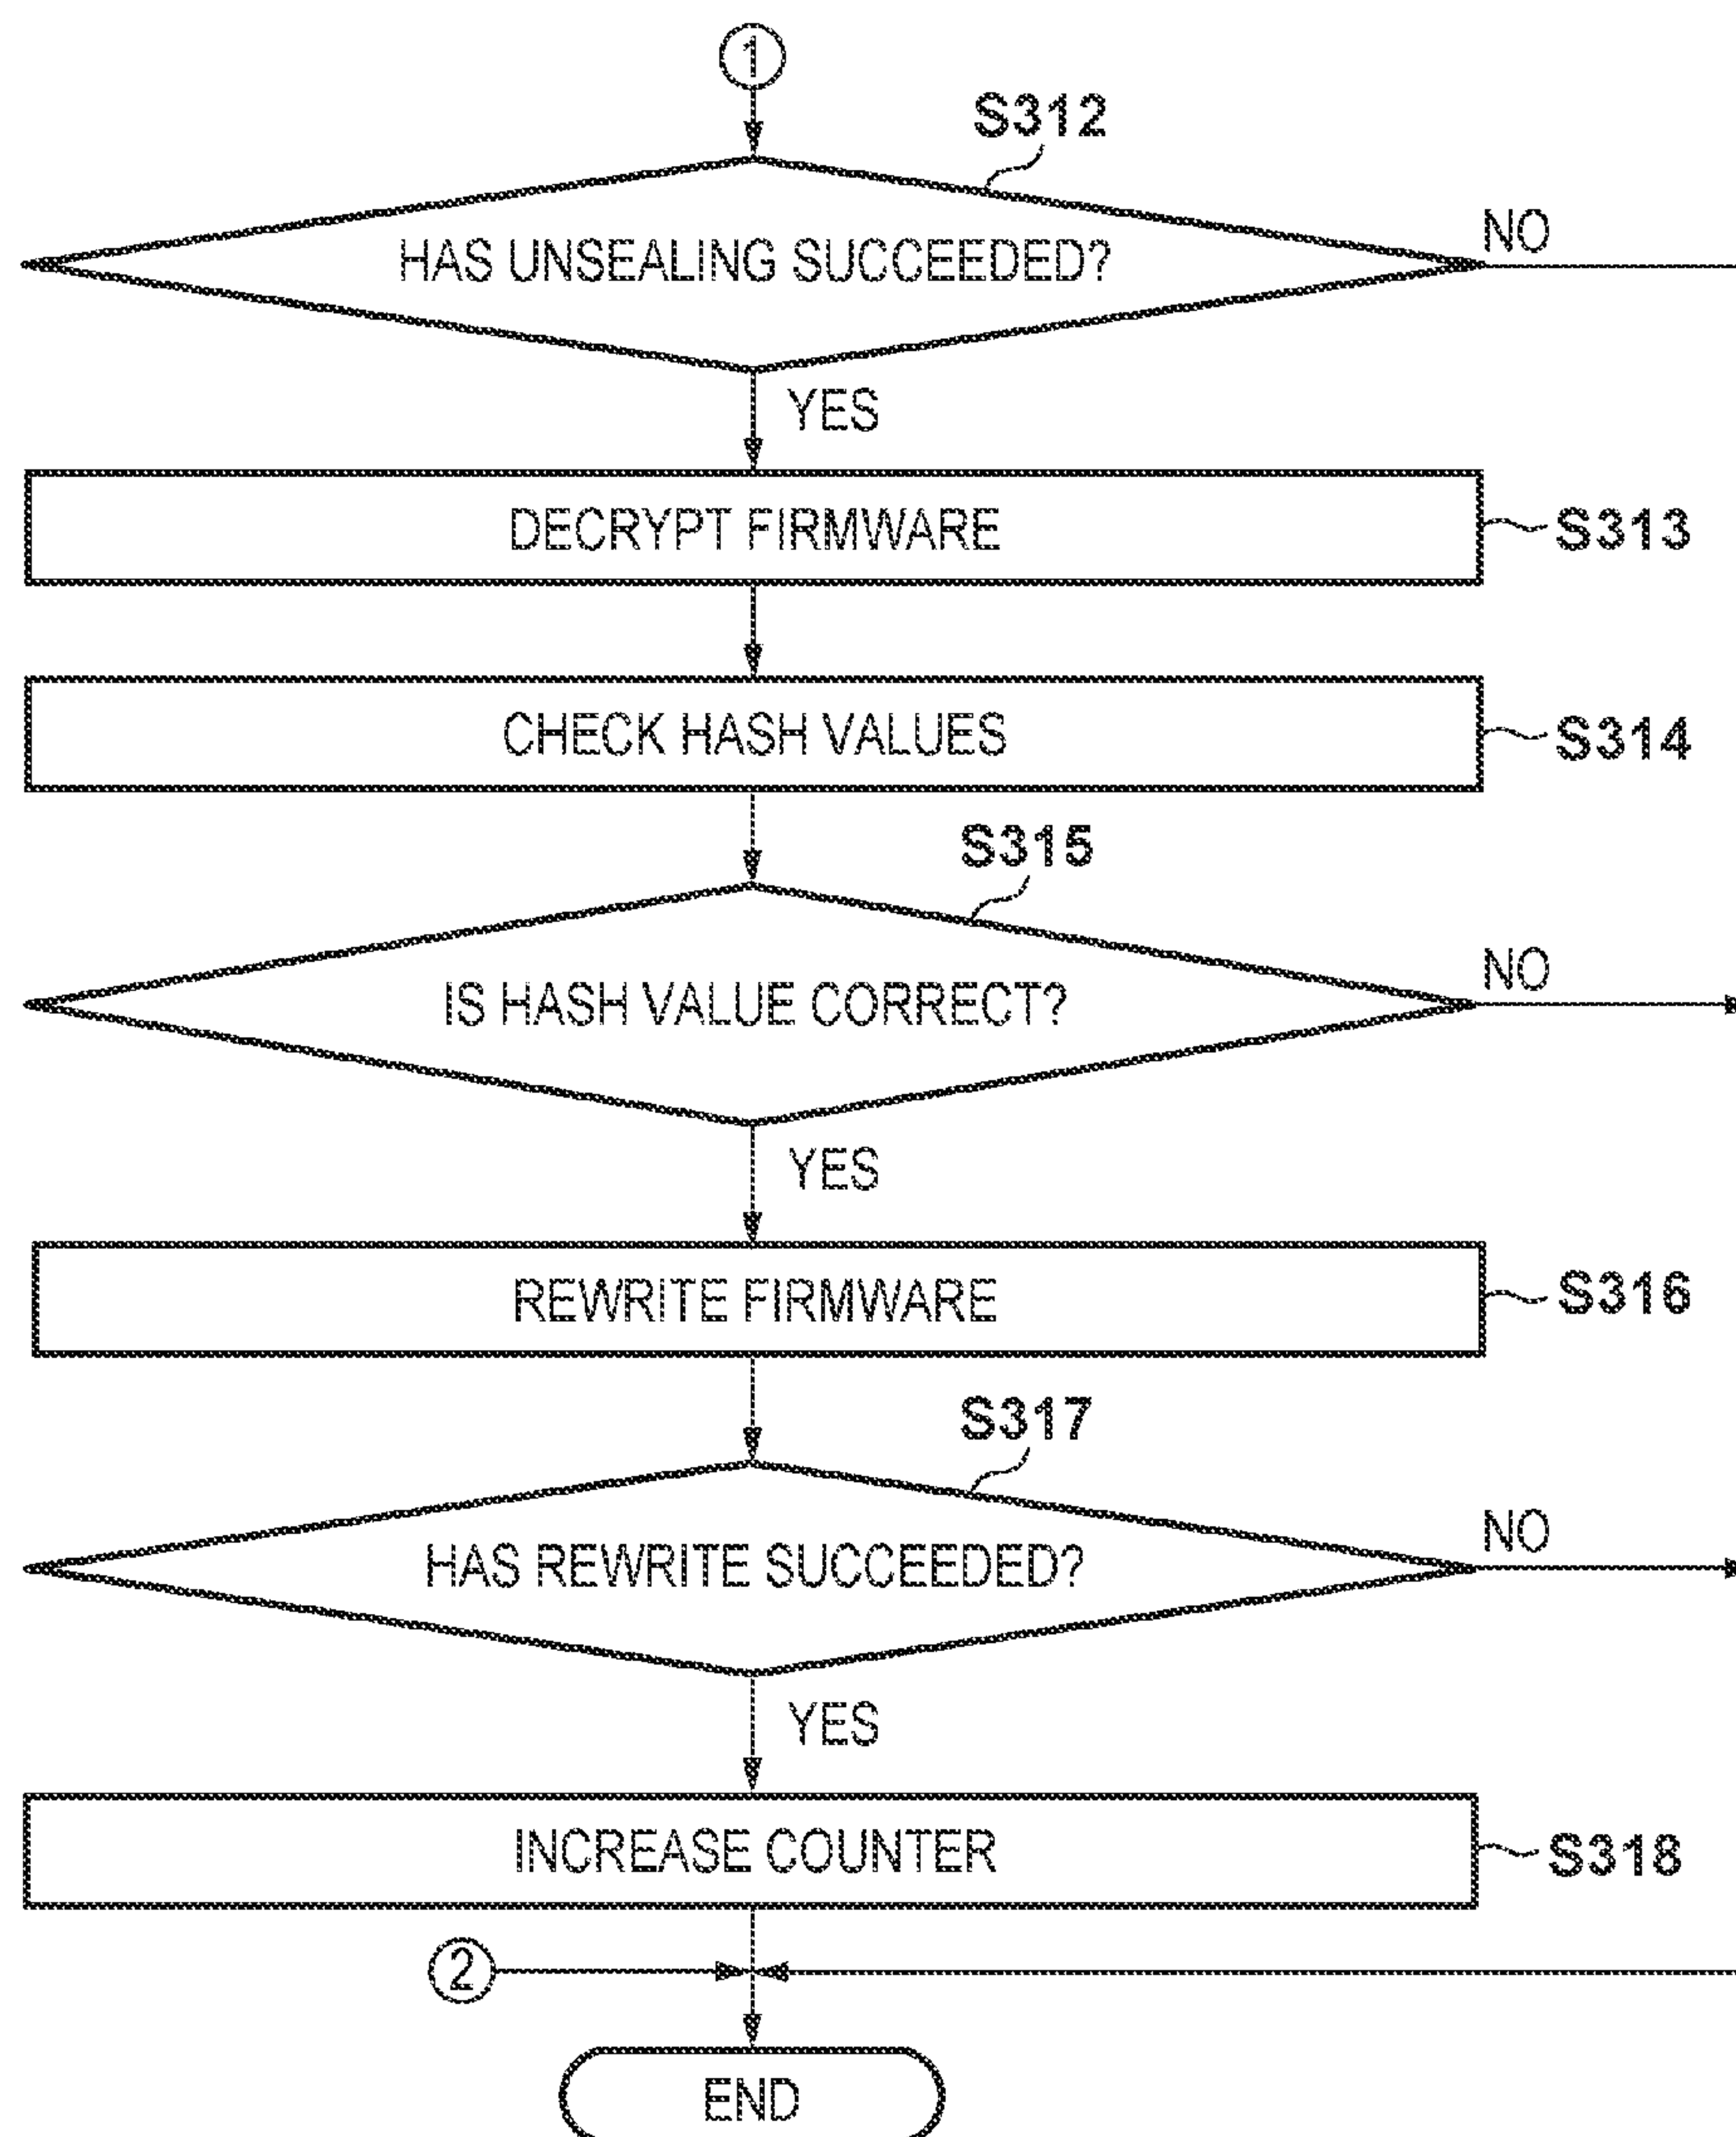 1
S312
HAS UNSEALING SUCCEEDED?
NO
YES
DECRYPT FIRMWARE
S313
CHECK HASH VALUES
S314
S315
IS HASH VALUE CORRECT?
NO
YES
REWRITE FIRMWARE
S316
S317
HAS REWRITE SUCCEEDED?
NO
YES
INCREASE COUNTER
S318
2
END